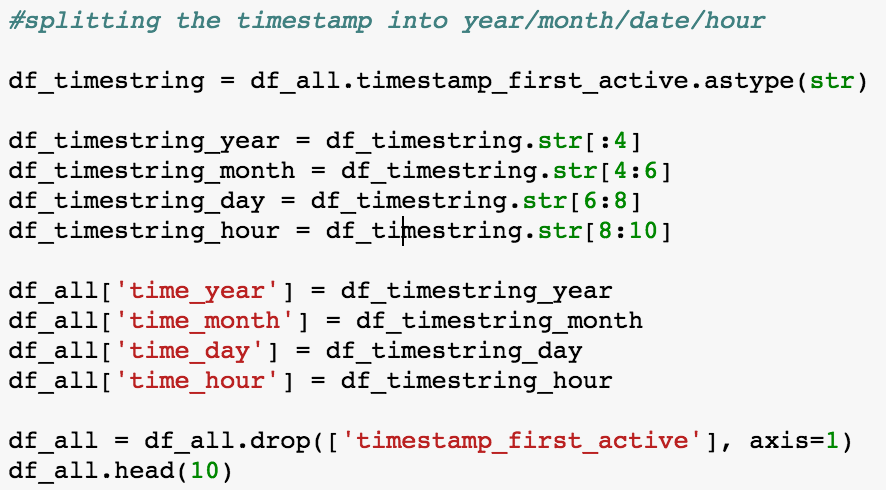 #splitting the timestamp into year/month/date/hour
df_timestring = df_all.timestamp_first_active.astype(str)
df_timestring_year = df_timestring.str[:4]
df_timestring_month = df_timestring.str[4:6]
df_timestring_day = df_timestring.str[6:8]
df_timestring_hour = df_timestring.str[8:10]
df_all['time_year'] = df_timestring_year
df_all['time_month'] = df_timestring_month
df_all['time_day'] = df_timestring_day
df_all['time_hour'] = df_timestring_hour
df_all = df_all.drop(['timestamp_first_active'], axis=1)
df_all.head(10)